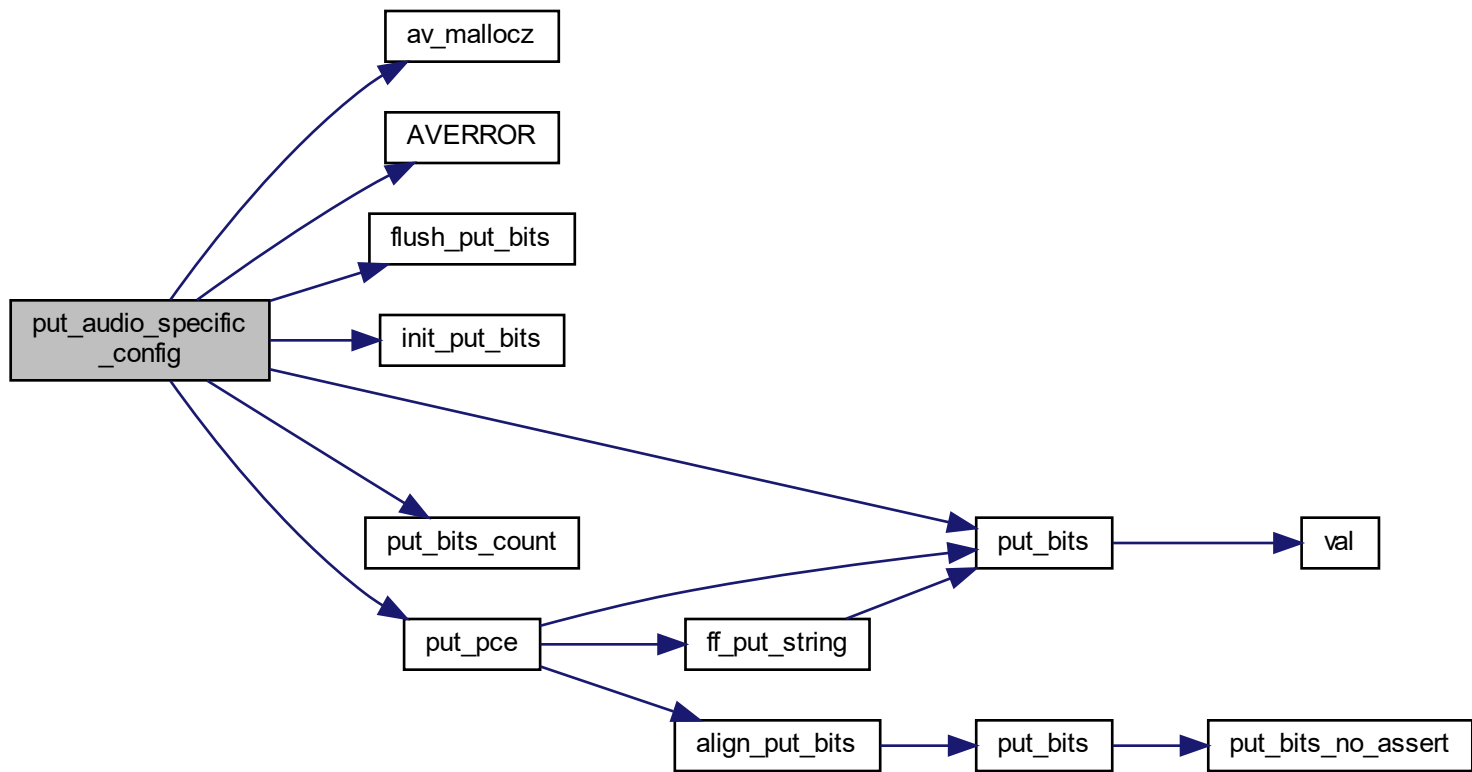 av_mallocz
AVERROR
flush_put_bits
put_audio_specific
_config
init_put_bits
put_bits_count
put_bits
val
put_pce
ff_put_string
align_put_bits
put_bits
put_bits_no_assert